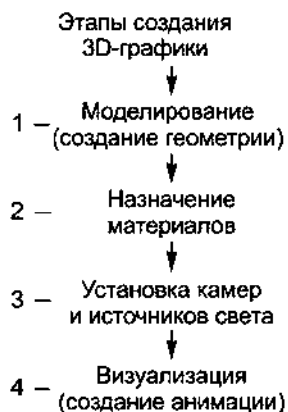 Этапы создания
3D-графики
1 – Моделирование
(создание геометрии)
2 – Назначение
материалов
3 – Установка камер
и источников света
4 – Визуализация
(создание анимации)